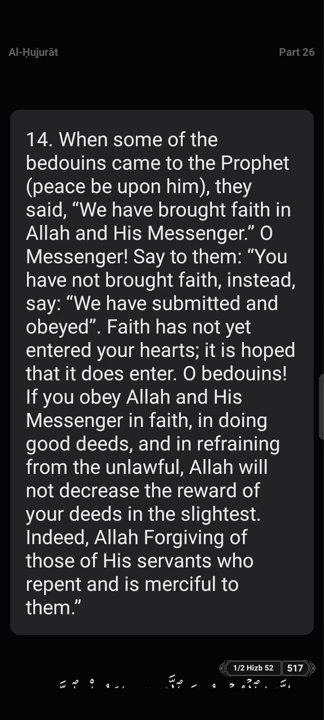 Al-Ḥujurāt
Part 26
14. When some of the
bedouins came to the Prophet
(peace be upon him), they
said, “We have brought faith in
Allah and His Messenger.” O
Messenger! Say to them: “You
have not brought faith, instead,
say: “We have submitted and
obeyed”. Faith has not yet
entered your hearts; it is hoped
that it does enter. O bedouins!
If you obey Allah and His
Messenger in faith, in doing
good deeds, and in refraining
from the unlawful, Allah will
not decrease the reward of
your deeds in the slightest.
Indeed, Allah Forgiving of
those of His servants who
repent and is merciful to
them.”
1/2 Hizb 52
517